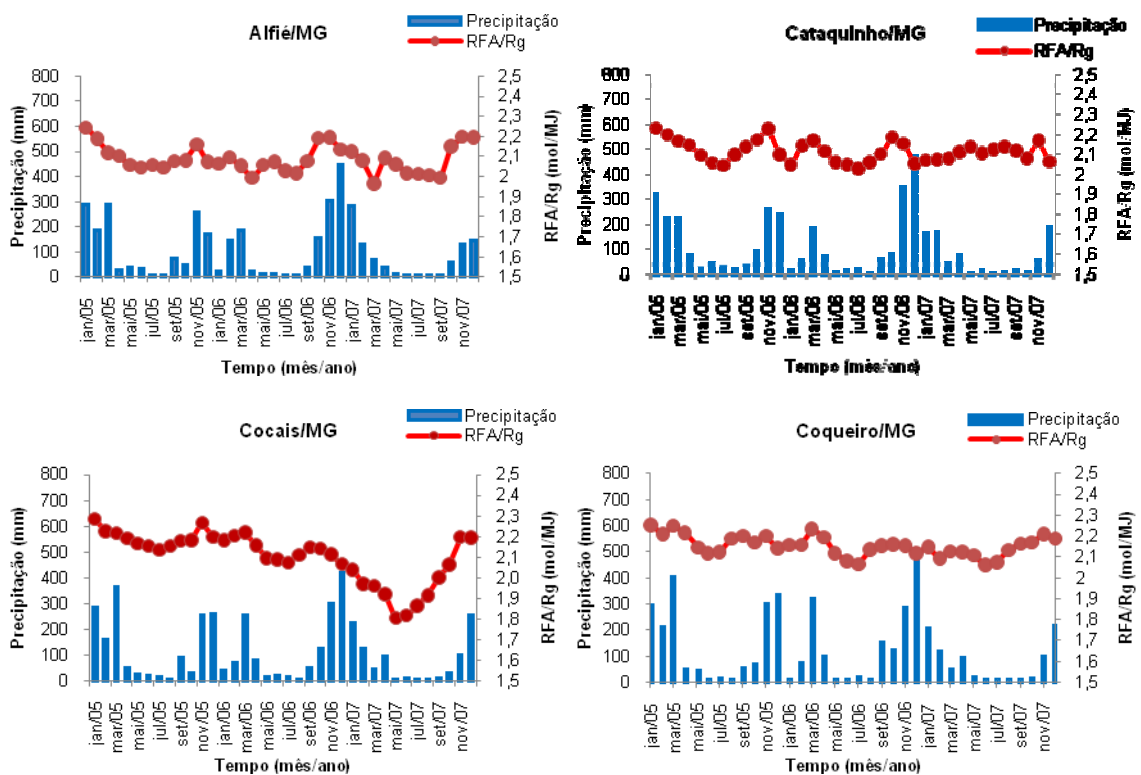 Alfié/MG
Precipitação
RFA/Rg
Precipitação (mm)
800
700
600
500
400
300
200
100
0
2,5
2,4
2,3
2,2
2,1
2
1,9
1,8
1,7
1,6
1,5
RFA/Rg (mol/MJ)
jan/05
mar/05
mai/05
jul/05
set/05
nov/05
jan/06
mar/06
mai/06
jul/06
set/06
nov/06
jan/07
mar/07
mai/07
jul/07
set/07
nov/07
Tempo (mês/ano)
Cataquinho/MG
Precipitação
RFA/Rg
Precipitação (mm)
800
700
600
500
400
300
200
100
0
2,5
2,4
2,3
2,2
2,1
2
1,9
1,8
1,7
1,6
1,5
RFA/Rg (mol/MJ)
jan/05
mar/05
mai/05
jul/05
set/05
nov/05
jan/06
mar/06
mai/06
jul/06
set/06
nov/06
jan/07
mar/07
mai/07
jul/07
set/07
nov/07
Tempo (mês/ano)
Cocais/MG
Precipitação
RFA/Rg
Precipitação (mm)
800
700
600
500
400
300
200
100
0
2,5
2,4
2,3
2,2
2,1
2
1,9
1,8
1,7
1,6
1,5
RFA/Rg (mol/MJ)
jan/05
mar/05
mai/05
jul/05
set/05
nov/05
jan/06
mar/06
mai/06
jul/06
set/06
nov/06
jan/07
mar/07
mai/07
jul/07
set/07
nov/07
Tempo (mês/ano)
Coqueiro/MG
Precipitação
RFA/Rg
Precipitação (mm)
800
700
600
500
400
300
200
100
0
2,5
2,4
2,3
2,2
2,1
2
1,9
1,8
1,7
1,6
1,5
RFA/Rg (mol/MJ)
jan/05
mar/05
mai/05
jul/05
set/05
nov/05
jan/06
mar/06
mai/06
jul/06
set/06
nov/06
jan/07
mar/07
mai/07
jul/07
set/07
nov/07
Tempo (mês/ano)